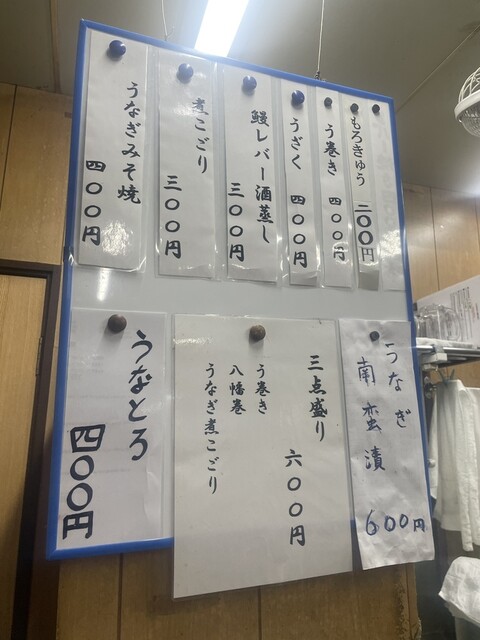 もろきゅう
二〇〇円
う巻き
四〇〇円
うざく
四〇〇円
鰻レバー酒蒸し
三〇〇円
煮こごり
三〇〇円
うなぎみそ焼
四〇〇円
うなぎ
南蛮漬
600円
三点盛り
六〇〇円
う巻き
八幡巻
うなぎ煮こごり
うなとろ
四〇〇円